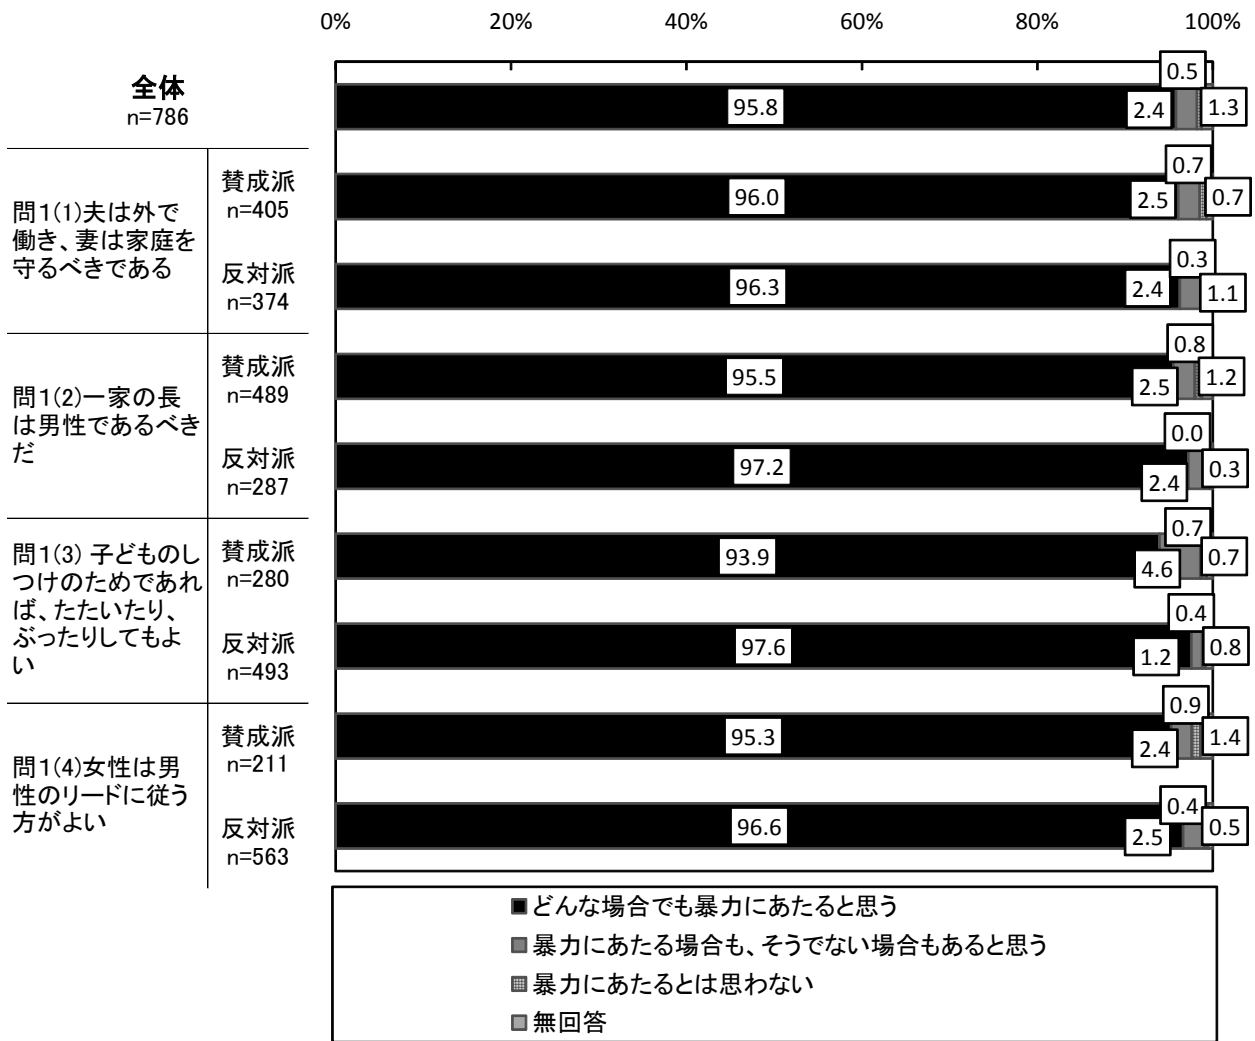 0% 20% 40% 60% 80% 100%
全体
n=786
95.8 2.4 0.5 1.3
問1(1)夫は外で
働き、妻は家庭を
守るべきである
賛成派
n=405
96.0 2.5 0.7 0.7
反対派
n=374
96.3 2.4 0.3 1.1
問1(2)一家の長
は男性であるべき
だ
賛成派
n=489
95.5 2.5 0.8 1.2
反対派
n=287
97.2 2.4 0.0 0.3
問1(3) 子どものし
つけのためであれ
ば、たたいたり、
ぶったりしてもよ
い
賛成派
n=280
93.9 4.6 0.7 0.7
反対派
n=493
97.6 1.2 0.4 0.8
問1(4)女性は男
性のリードに従う
方がよい
賛成派
n=211
95.3 2.4 0.9 1.4
反対派
n=563
96.6 2.5 0.4 0.5
どんな場合でも暴力にあたると思う
暴力にあたる場合も、そうでない場合もあると思う
暴力にあたるとは思わない
無回答